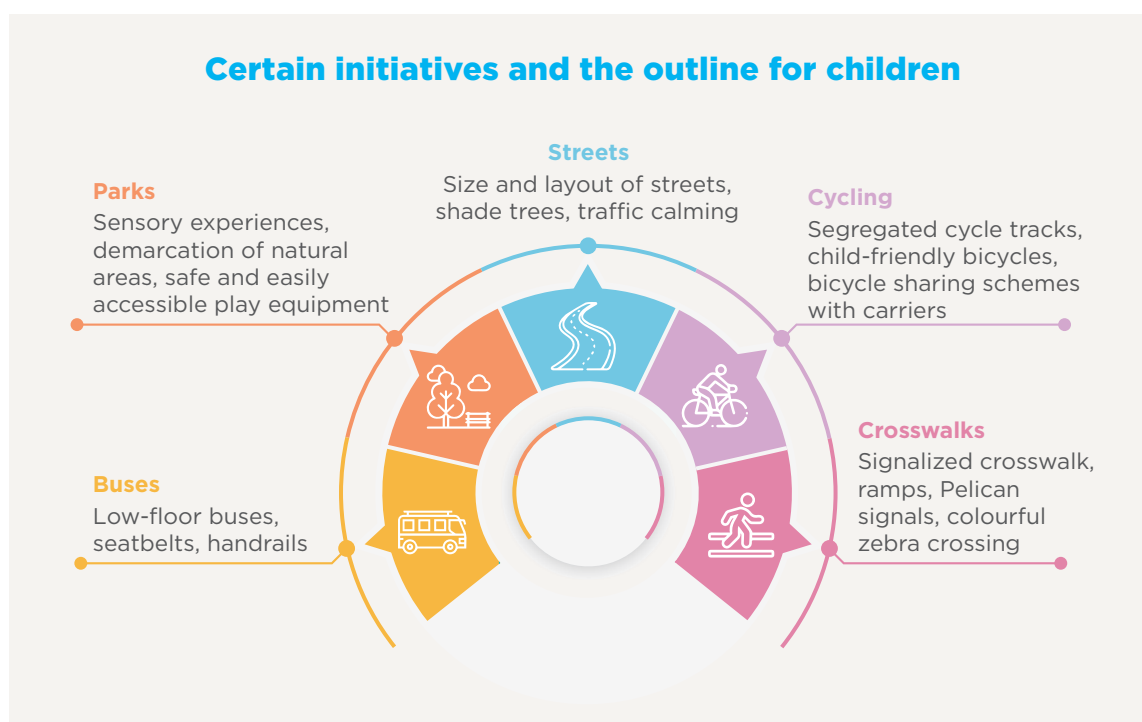 Certain initiatives and the outline for children
Streets
Size and layout of streets,
shade trees, traffic calming
Parks
Sensory experiences,
demarcation of natural
areas, safe and easily
accessible play equipment
Cycling
Segregated cycle tracks,
child-friendly bicycles,
bicycle sharing schemes
with carriers
Buses
Low-floor buses,
seatbelts, handrails
Crosswalks
Signalized crosswalk,
ramps, Pelican
signals, colourful
zebra crossing